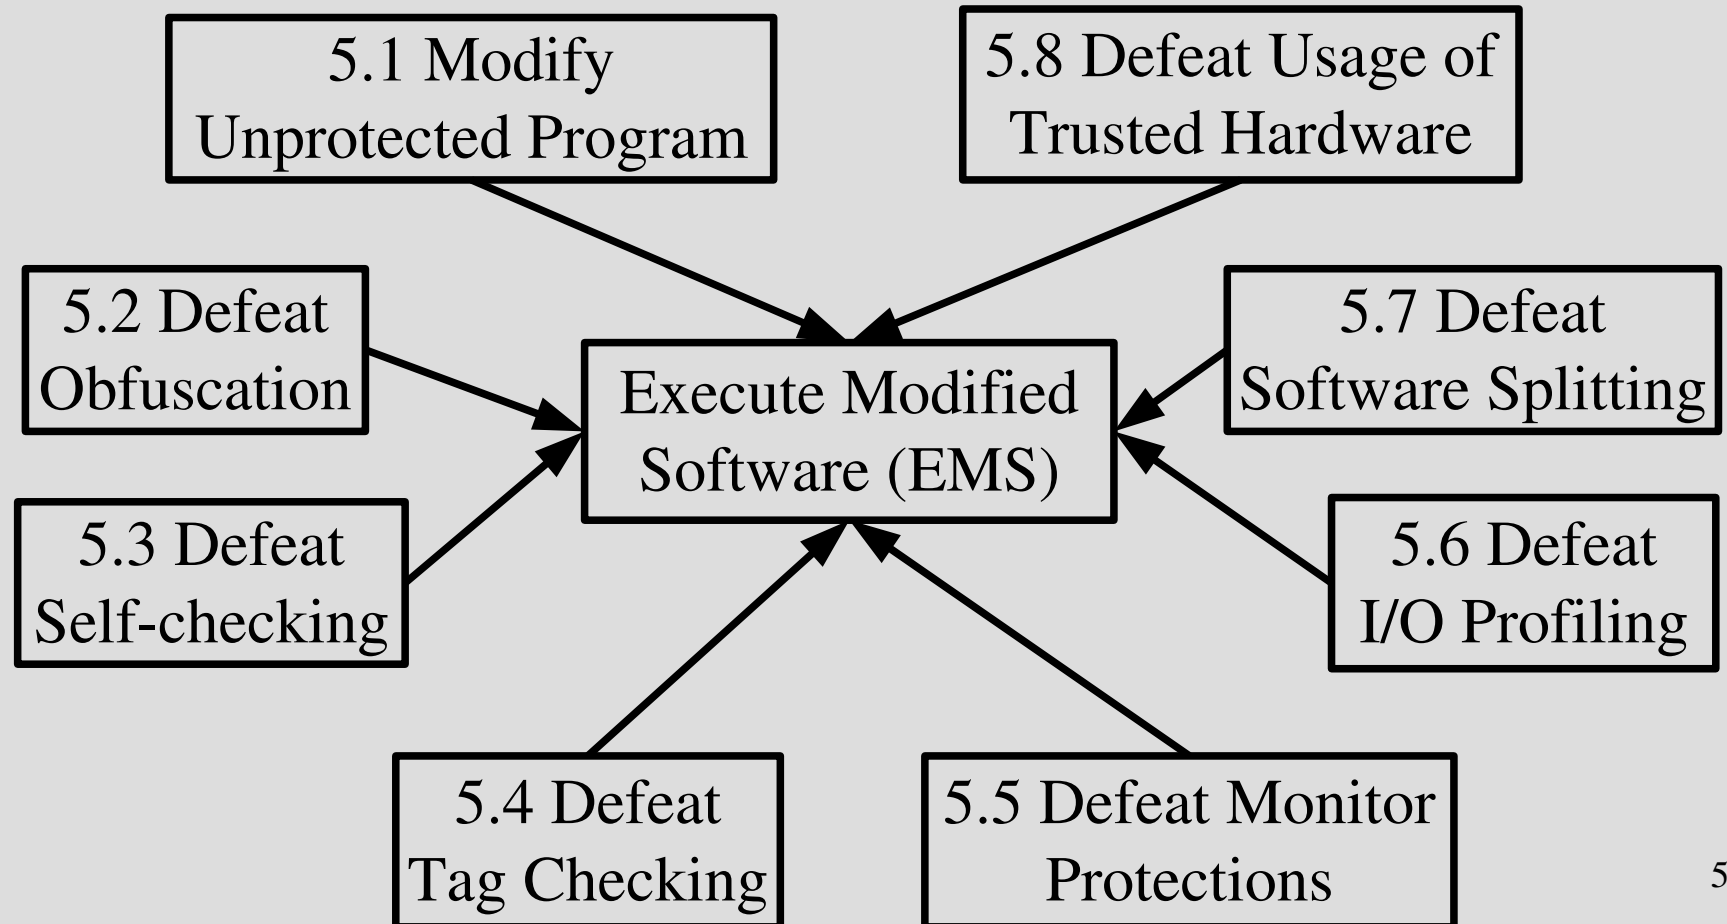 5.1 Modify
Unprotected Program
5.8 Defeat Usage of
Trusted Hardware
5.2 Defeat
Obfuscation
5.7 Defeat
Software Splitting
Execute Modified
Software (EMS)
5.3 Defeat
Self-checking
5.6 Defeat
I/O Profiling
5.4 Defeat
Tag Checking
5.5 Defeat Monitor
Protections
5